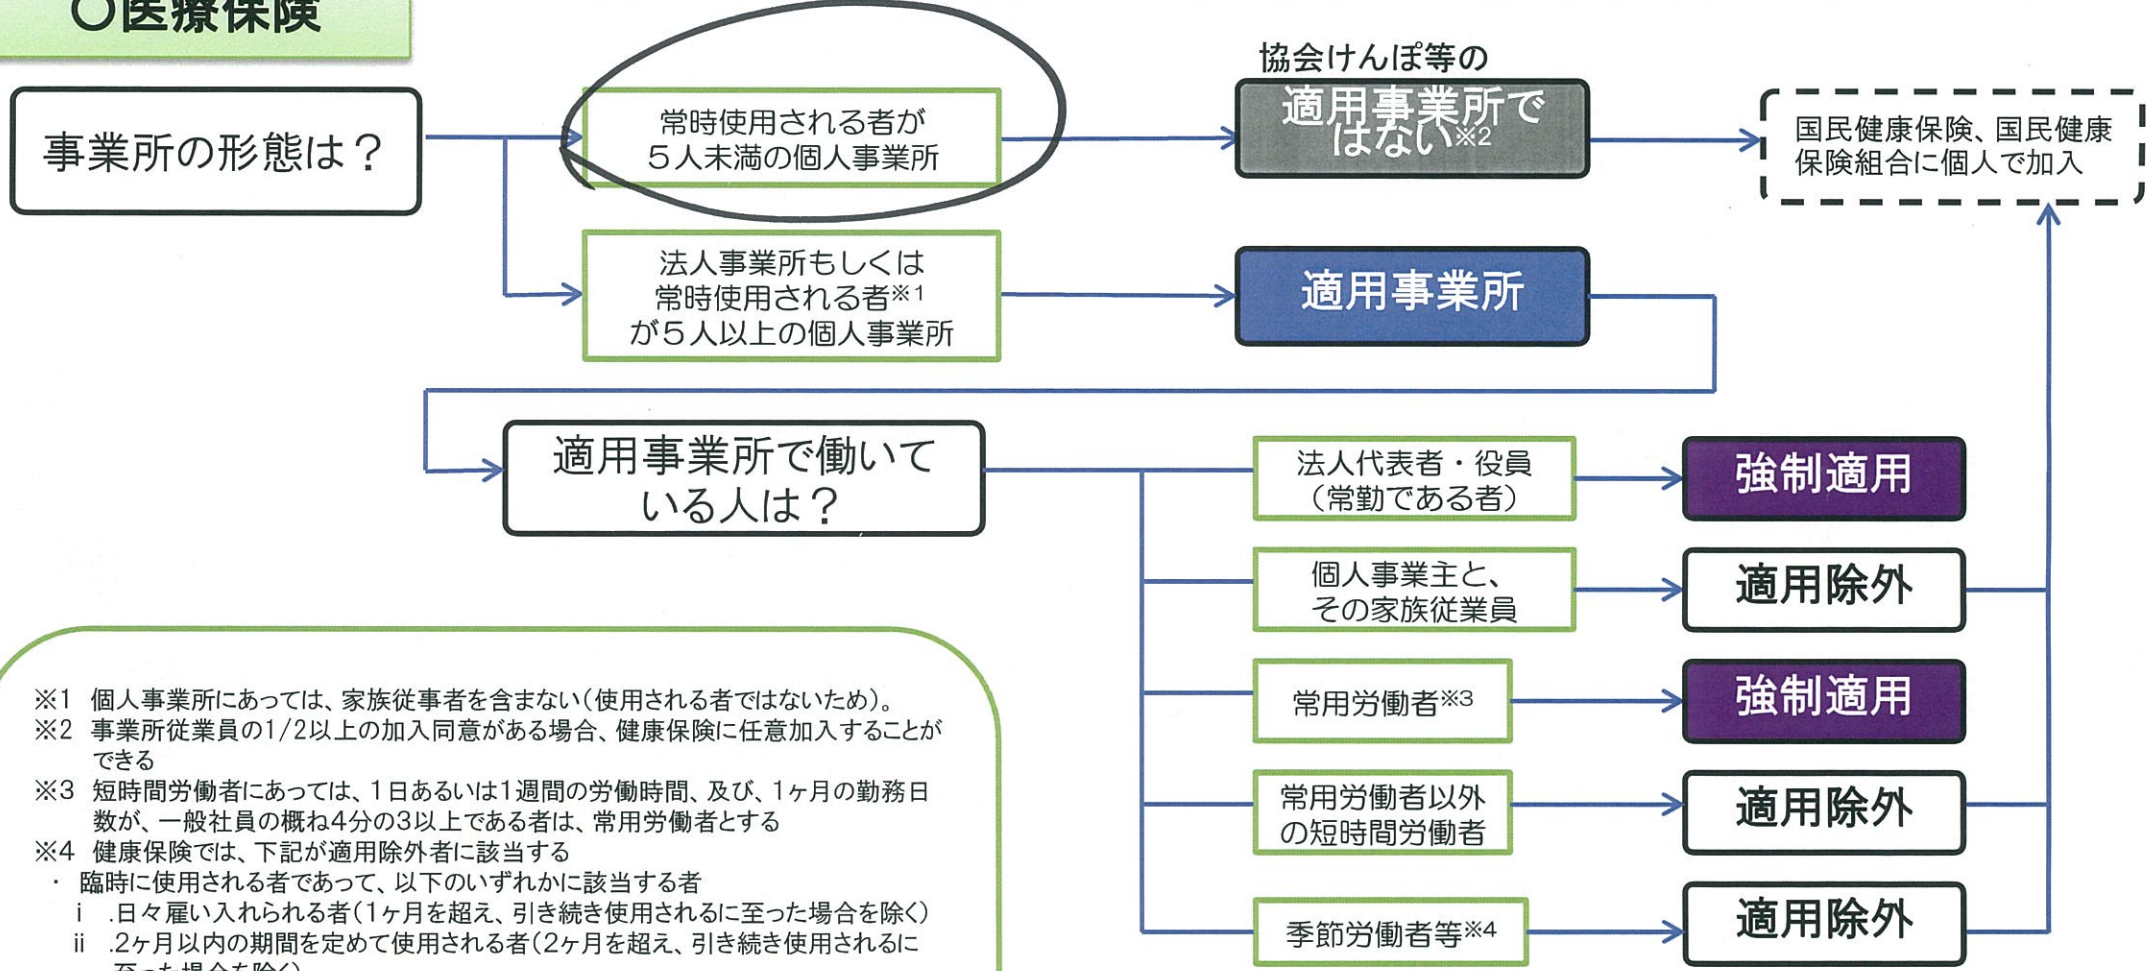 〇医療保険
事業所の形態は？
常時使用される者が
５人未満の個人事業所
協会けんぽ等の
適用事業所で
はない※2
国民健康保険、国民健康
保険組合に個人で加入
法人事業所もしくは
常時使用される者※1
が５人以上の個人事業所
適用事業所
適用事業所で働いて
いる人は？
法人代表者・役員
（常勤である者）
強制適用
個人事業主と、
その家族従業員
適用除外
常用労働者※3
強制適用
常用労働者以外
の短時間労働者
適用除外
季節労働者等※4
適用除外
※1 個人事業所にあっては、家族従事者を含まない（使用される者ではないため）。
※2 事業所従業員の1/2以上の加入同意がある場合、健康保険に任意加入することが
できる
※3 短時間労働者にあっては、1日あるいは1週間の労働時間、及び、1ヶ月の勤務日
数が、一般社員の概ね4分の3以上である者は、常用労働者とする
※4 健康保険では、下記が適用除外者に該当する
・ 臨時に使用される者であって、以下のいずれかに該当する者
ⅰ .日々雇い入れられる者（1ヶ月を超え、引き続き使用されるに至った場合を除く）
ⅱ .2ヶ月以内の期間を定めて使用される者（2ヶ月を超え、引き続き使用されるに
至った場合を除く）